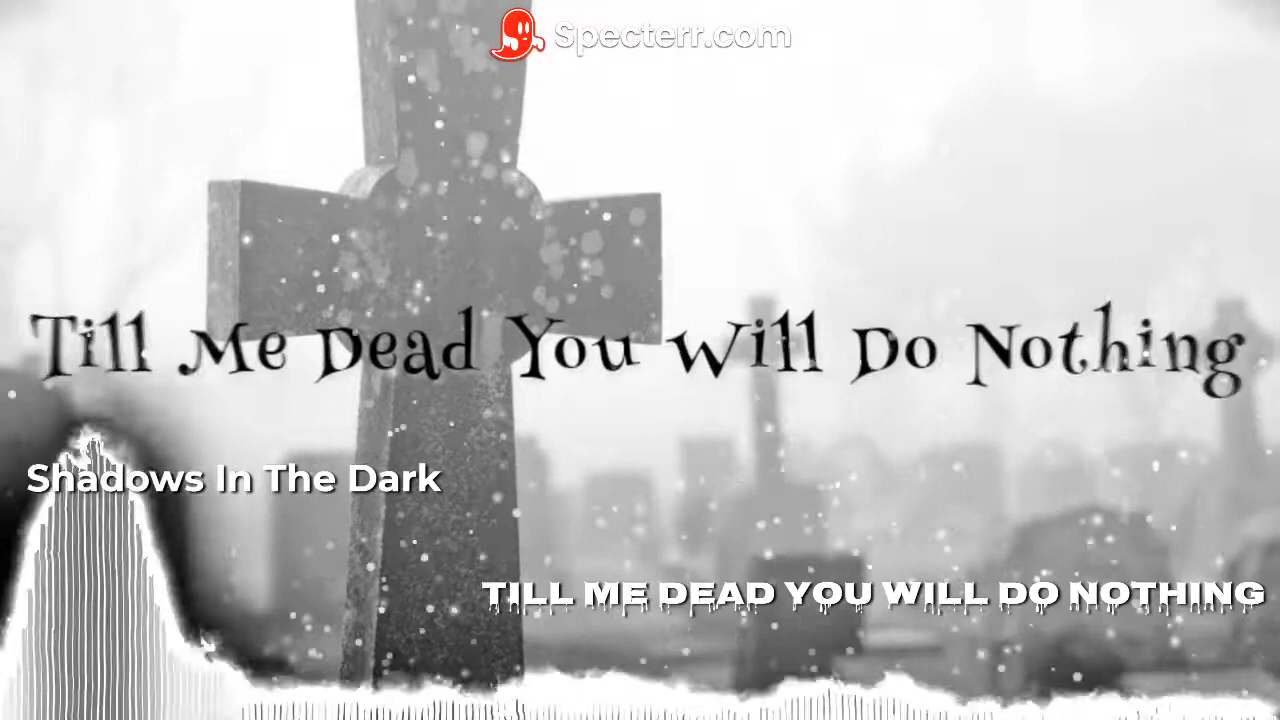 Specterr.com
Till Me Dead You Will Do Nothing
Shadows In The Dark
TILL ME DEAD YOU WILL DO NOTHING